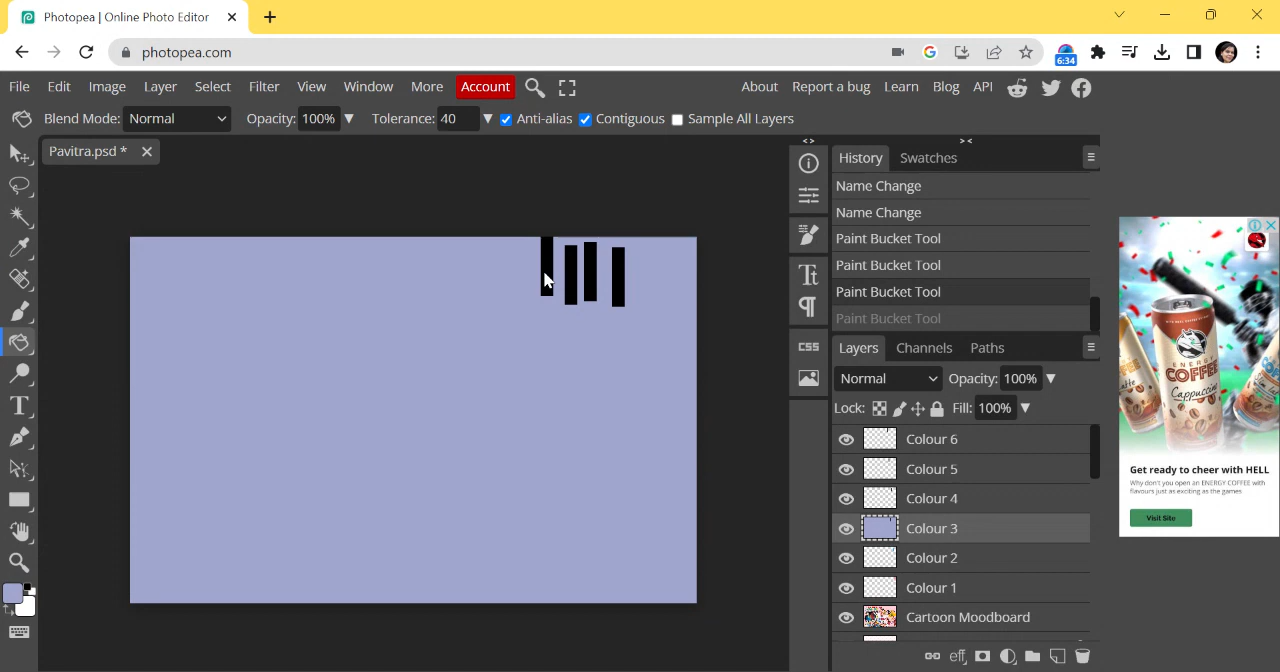 Photopea | Online Photo Editor
photopea.com
6:34
File Edit Image Layer Select Filter View Window More Account About Report a bug Learn Blog API
Blend Mode: Normal Opacity: 100% Tolerance: 40 Anti-alias Contiguous Sample All Layers
Pavitra.psd *
History Swatches
Name Change
Name Change
Paint Bucket Tool
Paint Bucket Tool
Paint Bucket Tool
Paint Bucket Tool
CSS
Layers Channels Paths
Normal Opacity: 100%
Lock: Fill: 100%
Colour 6
Colour 5
Colour 4
Colour 3
Colour 2
Colour 1
Cartoon Moodboard
eff
ENERGY
COFFEE
Cappuccino
Get ready to cheer with HELL
Why don't you open an ENERGY COFFEE with
flavours just as exciting as the games
Visit Site